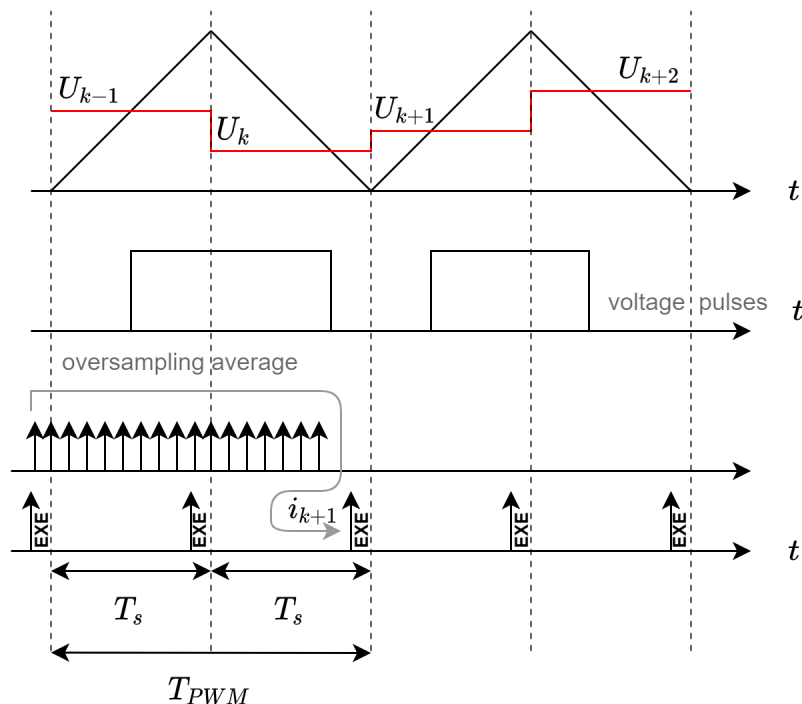 U_{k+2}
U_{k-1}
U_{k+1}
U_k
t
voltage pulses
t
oversampling average
i_{k+1}
EXE EXE EXE EXE EXE
t
T_s T_s
T_{PWM}